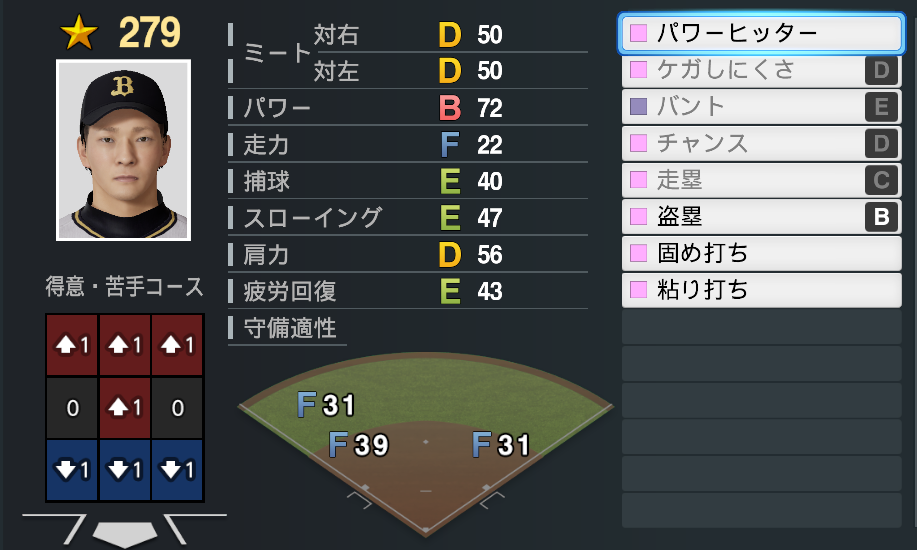 ★ 279
B
ミート 対右 D 50
対左 D 50
パワー B 72
走力 F 22
捕球 E 40
スローイング E 47
肩力 D 56
疲労回復 E 43
守備適性
F 31
F 39 F 31
得意・苦手コース
↑1 ↑1 ↑1
0 ↑1 0
↓1 ↓1 ↓1
パワーヒッター
ケガしにくさ D
バント E
チャンス D
走塁 C
盗塁 B
固め打ち
粘り打ち